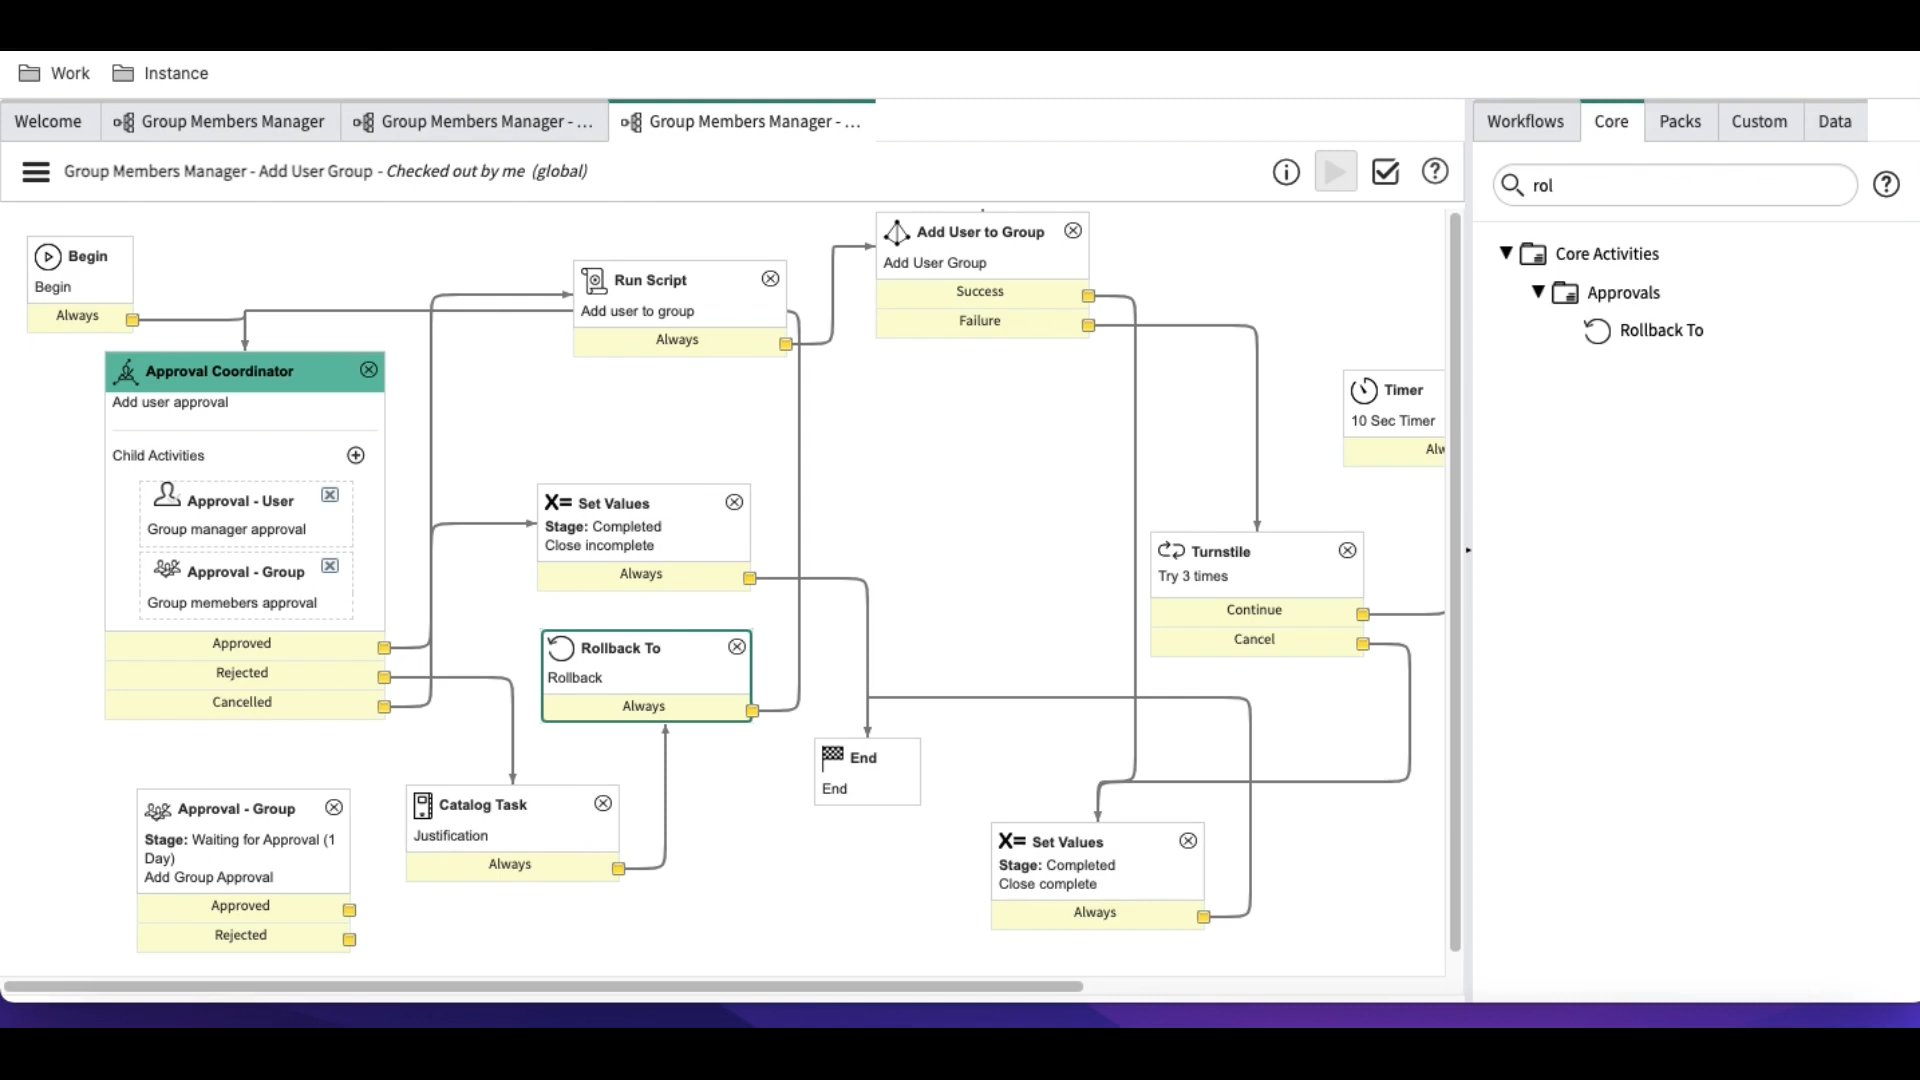 Work
Instance
Welcome
Group Members Manager
Group Members Manager - ...
Group Members Manager - ...
Workflows
Core
Packs
Custom
Data
Group Members Manager - Add User Group - Checked out by me (global)
rol
Core Activities
Approvals
Rollback To
Begin
Begin
Always
Run Script
Add user to group
Always
Add User to Group
Add User Group
Success
Failure
Approval Coordinator
Add user approval
Child Activities
Approval - User
Group manager approval
Approval - Group
Group memebers approval
Approved
Rejected
Cancelled
Timer
10 Sec Timer
Alw
Set Values
Stage: Completed
Close incomplete
Always
Turnstile
Try 3 times
Continue
Cancel
Rollback To
Rollback
Always
End
End
Approval - Group
Stage: Waiting for Approval (1
Day)
Add Group Approval
Approved
Rejected
Catalog Task
Justification
Always
Set Values
Stage: Completed
Close complete
Always